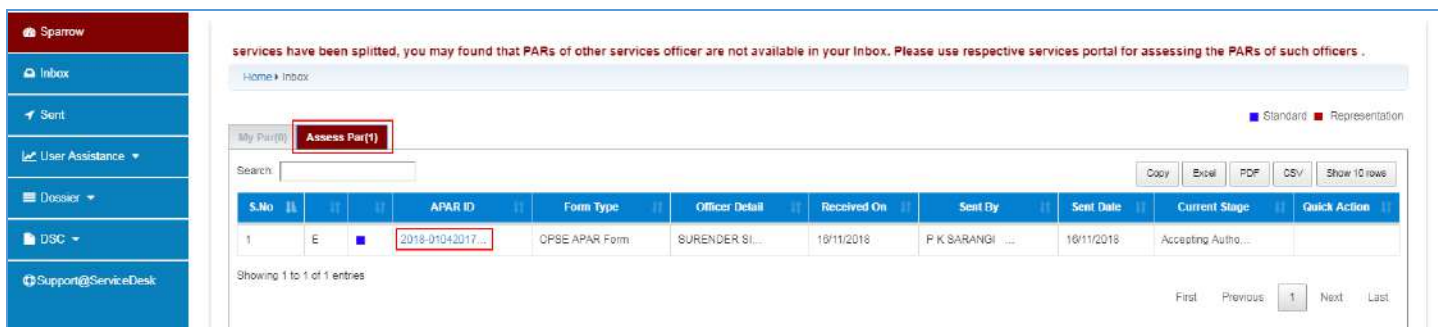 Sparrow
Inbox
Sent
User Assistance
Dossier
DSC
Support@ServiceDesk
services have been splitted, you may found that PARs of other services officer are not available in your Inbox. Please use respective services portal for assessing the PARs of such officers .
Home Inbox
Standard Representation
My Par(0) Assess Par(1)
Search:
Copy Excel PDF CSV Show 10 rows
S.No APAR ID Form Type Officer Detail Received On Sent By Sent Date Current Stage Quick Action
1 E 2018-01042017... CPSE APAR Form SURENDER SI... 16/11/2018 P K SARANGI ... 16/11/2018 Accepting Autho...
Showing 1 to 1 of 1 entries
First Previous 1 Next Last